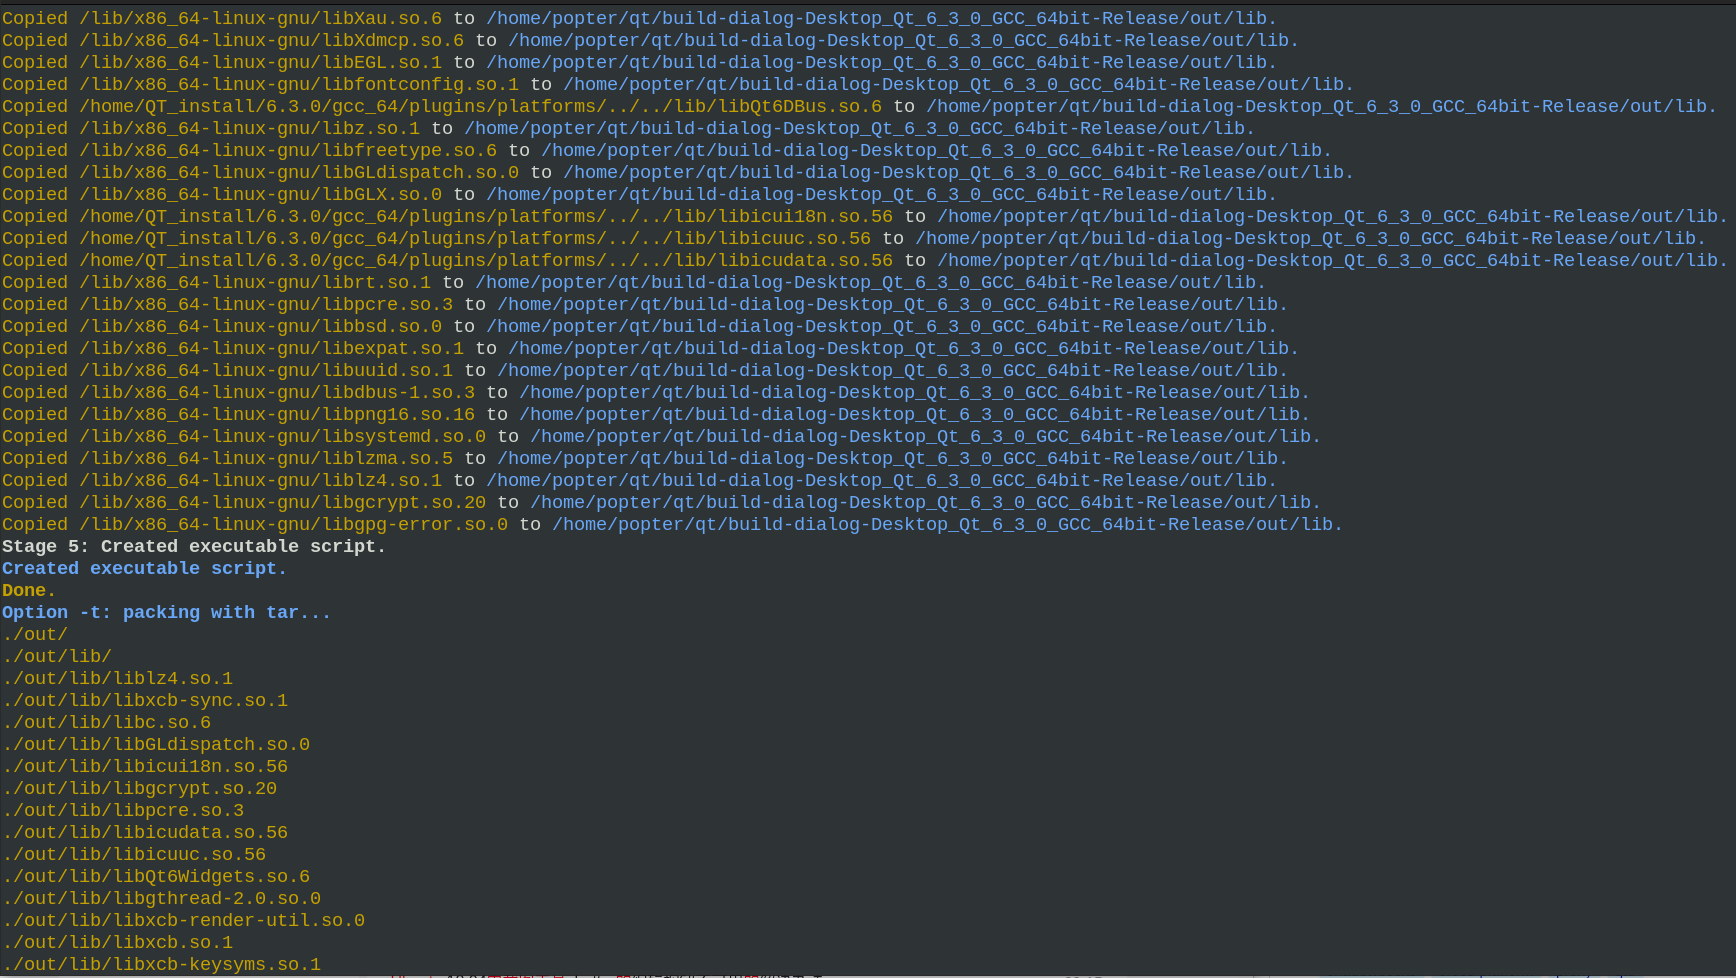 Copied /lib/x86_64-linux-gnu/libXau.so.6 to /home/popter/qt/build-dialog-Desktop_Qt_6_3_0_GCC_64bit-Release/out/lib.
Copied /lib/x86_64-linux-gnu/libXdmcp.so.6 to /home/popter/qt/build-dialog-Desktop_Qt_6_3_0_GCC_64bit-Release/out/lib.
Copied /lib/x86_64-linux-gnu/libEGL.so.1 to /home/popter/qt/build-dialog-Desktop_Qt_6_3_0_GCC_64bit-Release/out/lib.
Copied /lib/x86_64-linux-gnu/libfontconfig.so.1 to /home/popter/qt/build-dialog-Desktop_Qt_6_3_0_GCC_64bit-Release/out/lib.
Copied /home/QT_install/6.3.0/gcc_64/plugins/platforms/../../lib/libQt6DBus.so.6 to /home/popter/qt/build-dialog-Desktop_Qt_6_3_0_GCC_64bit-Release/out/lib.
Copied /lib/x86_64-linux-gnu/libz.so.1 to /home/popter/qt/build-dialog-Desktop_Qt_6_3_0_GCC_64bit-Release/out/lib.
Copied /lib/x86_64-linux-gnu/libfreetype.so.6 to /home/popter/qt/build-dialog-Desktop_Qt_6_3_0_GCC_64bit-Release/out/lib.
Copied /lib/x86_64-linux-gnu/libGLdispatch.so.0 to /home/popter/qt/build-dialog-Desktop_Qt_6_3_0_GCC_64bit-Release/out/lib.
Copied /lib/x86_64-linux-gnu/libGLX.so.0 to /home/popter/qt/build-dialog-Desktop_Qt_6_3_0_GCC_64bit-Release/out/lib.
Copied /home/QT_install/6.3.0/gcc_64/plugins/platforms/../../lib/libicui18n.so.56 to /home/popter/qt/build-dialog-Desktop_Qt_6_3_0_GCC_64bit-Release/out/lib.
Copied /home/QT_install/6.3.0/gcc_64/plugins/platforms/../../lib/libicuuc.so.56 to /home/popter/qt/build-dialog-Desktop_Qt_6_3_0_GCC_64bit-Release/out/lib.
Copied /home/QT_install/6.3.0/gcc_64/plugins/platforms/../../lib/libicudata.so.56 to /home/popter/qt/build-dialog-Desktop_Qt_6_3_0_GCC_64bit-Release/out/lib.
Copied /lib/x86_64-linux-gnu/librt.so.1 to /home/popter/qt/build-dialog-Desktop_Qt_6_3_0_GCC_64bit-Release/out/lib.
Copied /lib/x86_64-linux-gnu/libpcre.so.3 to /home/popter/qt/build-dialog-Desktop_Qt_6_3_0_GCC_64bit-Release/out/lib.
Copied /lib/x86_64-linux-gnu/libbsd.so.0 to /home/popter/qt/build-dialog-Desktop_Qt_6_3_0_GCC_64bit-Release/out/lib.
Copied /lib/x86_64-linux-gnu/libexpat.so.1 to /home/popter/qt/build-dialog-Desktop_Qt_6_3_0_GCC_64bit-Release/out/lib.
Copied /lib/x86_64-linux-gnu/libuuid.so.1 to /home/popter/qt/build-dialog-Desktop_Qt_6_3_0_GCC_64bit-Release/out/lib.
Copied /lib/x86_64-linux-gnu/libdbus-1.so.3 to /home/popter/qt/build-dialog-Desktop_Qt_6_3_0_GCC_64bit-Release/out/lib.
Copied /lib/x86_64-linux-gnu/libpng16.so.16 to /home/popter/qt/build-dialog-Desktop_Qt_6_3_0_GCC_64bit-Release/out/lib.
Copied /lib/x86_64-linux-gnu/libsystemd.so.0 to /home/popter/qt/build-dialog-Desktop_Qt_6_3_0_GCC_64bit-Release/out/lib.
Copied /lib/x86_64-linux-gnu/liblzma.so.5 to /home/popter/qt/build-dialog-Desktop_Qt_6_3_0_GCC_64bit-Release/out/lib.
Copied /lib/x86_64-linux-gnu/liblz4.so.1 to /home/popter/qt/build-dialog-Desktop_Qt_6_3_0_GCC_64bit-Release/out/lib.
Copied /lib/x86_64-linux-gnu/libgcrypt.so.20 to /home/popter/qt/build-dialog-Desktop_Qt_6_3_0_GCC_64bit-Release/out/lib.
Copied /lib/x86_64-linux-gnu/libgpg-error.so.0 to /home/popter/qt/build-dialog-Desktop_Qt_6_3_0_GCC_64bit-Release/out/lib.
Stage 5: Created executable script.
Created executable script.
Done.
Option -t: packing with tar...
./out/
./out/lib/
./out/lib/liblz4.so.1
./out/lib/libxcb-sync.so.1
./out/lib/libc.so.6
./out/lib/libGLdispatch.so.0
./out/lib/libicui18n.so.56
./out/lib/libgcrypt.so.20
./out/lib/libpcre.so.3
./out/lib/libicudata.so.56
./out/lib/libicuuc.so.56
./out/lib/libQt6Widgets.so.6
./out/lib/libgthread-2.0.so.0
./out/lib/libxcb-render-util.so.0
./out/lib/libxcb.so.1
./out/lib/libxcb-keysyms.so.1